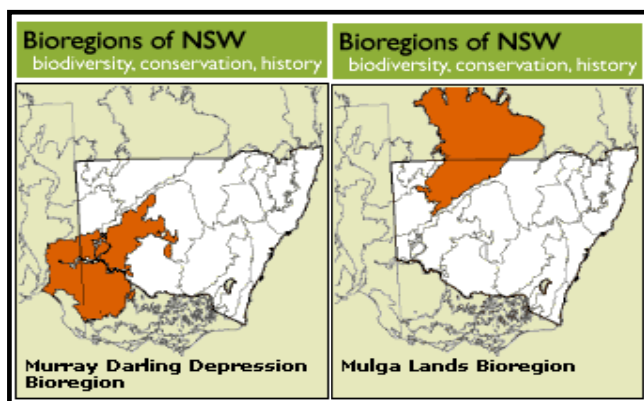 Bioregions of NSW
biodiversity, conservation, history
Murray Darling Depression
Bioregion
Bioregions of NSW
biodiversity, conservation, history
Mulga Lands Bioregion